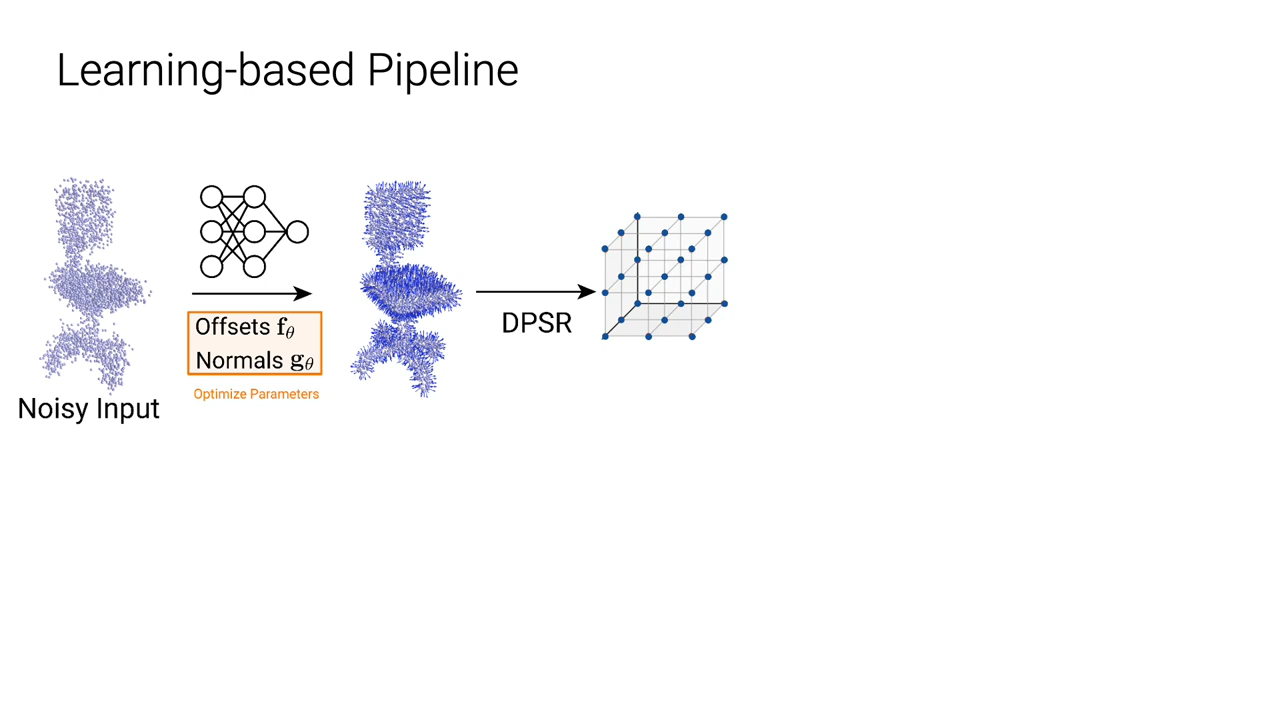 Learning-based Pipeline
Offsets f_θ
Normals g_θ
Optimize Parameters
DPSR
Noisy Input